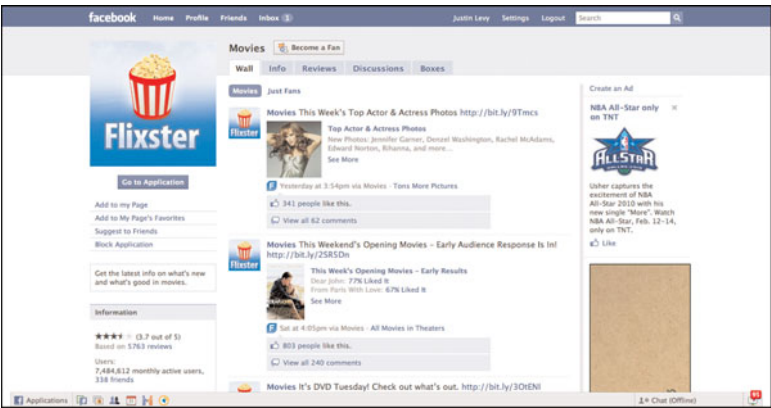 facebook Home Profile Friends Inbox 1 Justin Levy Settings Logout Search
Flixster
Go to Application
Add to my Page
Add to My Page's Favorites
Suggest to Friends
Block Application
Get the latest info on what's new
and what's good in movies.
Information
(3.7 out of 5)
Based on 5763 reviews
Users:
7,484,612 monthly active users,
338 friends
Movies Become a Fan
Wall Info Reviews Discussions Boxes
Movies Just Fans
Flixster
Movies This Week's Top Actor & Actress Photos http://bit.ly/9Tmcs
Top Actor & Actress Photos
New Photos: Jennifer Garner, Denzel Washington, Rachel McAdams,
Edward Norton, Rihanna, and more...
See More
Yesterday at 3:54pm via Movies · Tons More Pictures
341 people like this.
View all 62 comments
Flixster
Movies This Weekend's Opening Movies – Early Audience Response Is In!
http://bit.ly/2SRSDn
This Week's Opening Movies – Early Results
Dear John: 77% Liked It
From Paris With Love: 67% Liked It
See More
Sat at 4:05pm via Movies · All Movies in Theaters
803 people like this.
View all 240 comments
Movies It's DVD Tuesday! Check out what's out. http://bit.ly/3OtENl
Create an Ad
NBA All-Star only
on TNT
ALLSTAR
Usher captures the
excitement of NBA
All-Star 2010 with his
new single "More". Watch
NBA All-Star, Feb. 12-14,
only on TNT.
Like
Applications
Chat (Offline)